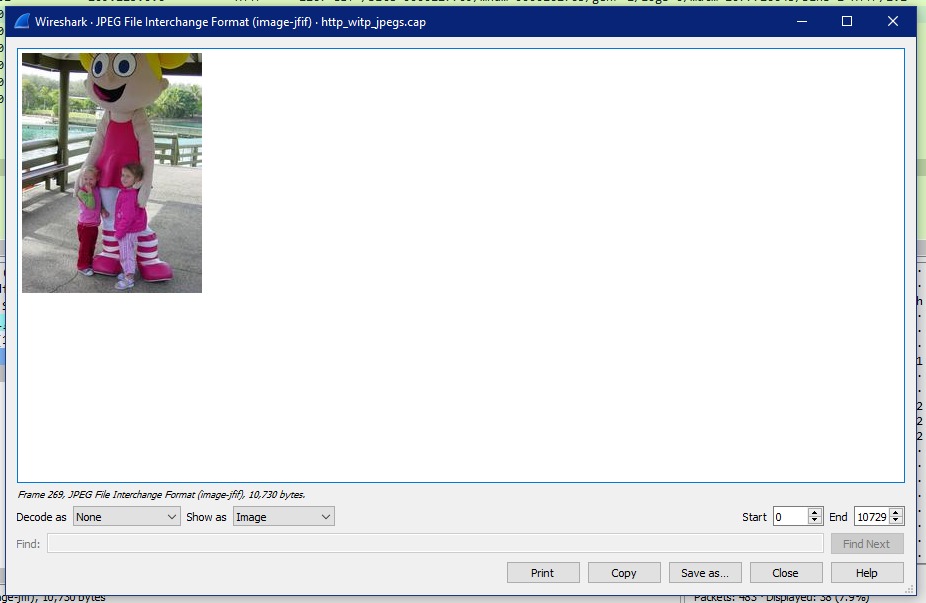 Wireshark · JPEG File Interchange Format (image-jfif) · http_witp_jpegs.cap
Frame 269, JPEG File Interchange Format (image-jfif), 10,730 bytes.
Decode as None Show as Image Start 0 End 10729
Find: Find Next
Print Copy Save as... Close Help
ge-jfif), 10,730 bytes Packets: 483 · Displayed: 38 (7.9%)